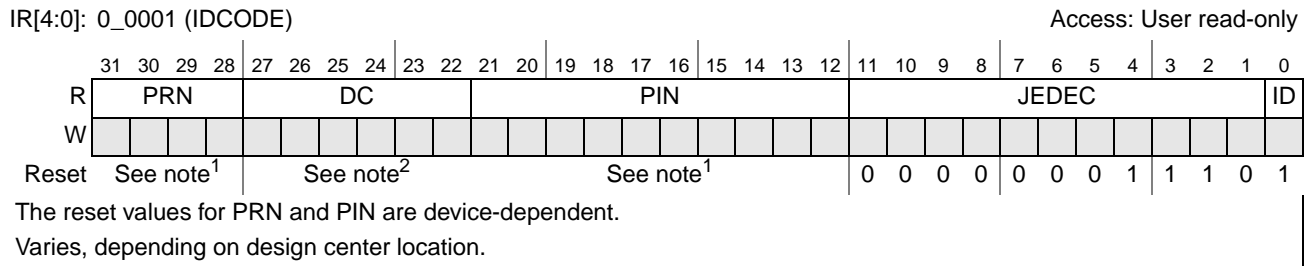 IR[4:0]: 0_0001 (IDCODE) Access: User read-only
31 30 29 28 27 26 25 24 23 22 21 20 19 18 17 16 15 14 13 12 11 10 9 8 7 6 5 4 3 2 1 0
R PRN DC PIN JEDEC ID
W
Reset See note1 See note2 See note1 0 0 0 0 0 0 0 1 1 1 0 1
The reset values for PRN and PIN are device-dependent.
Varies, depending on design center location.